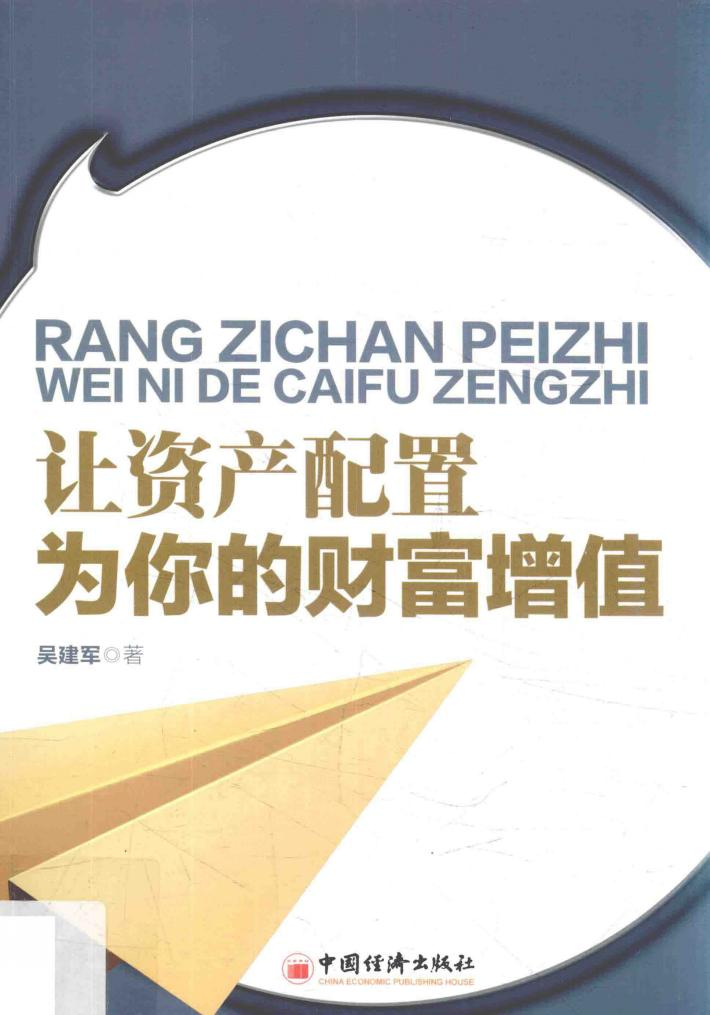 RANG ZICHAN PEIZHI
WEI NI DE CAIFU ZENGZHI
让资产配置
为你的财富增值
吴建军◎著
中国经济出版社
CHINA ECONOMIC PUBLISHING HOUSE